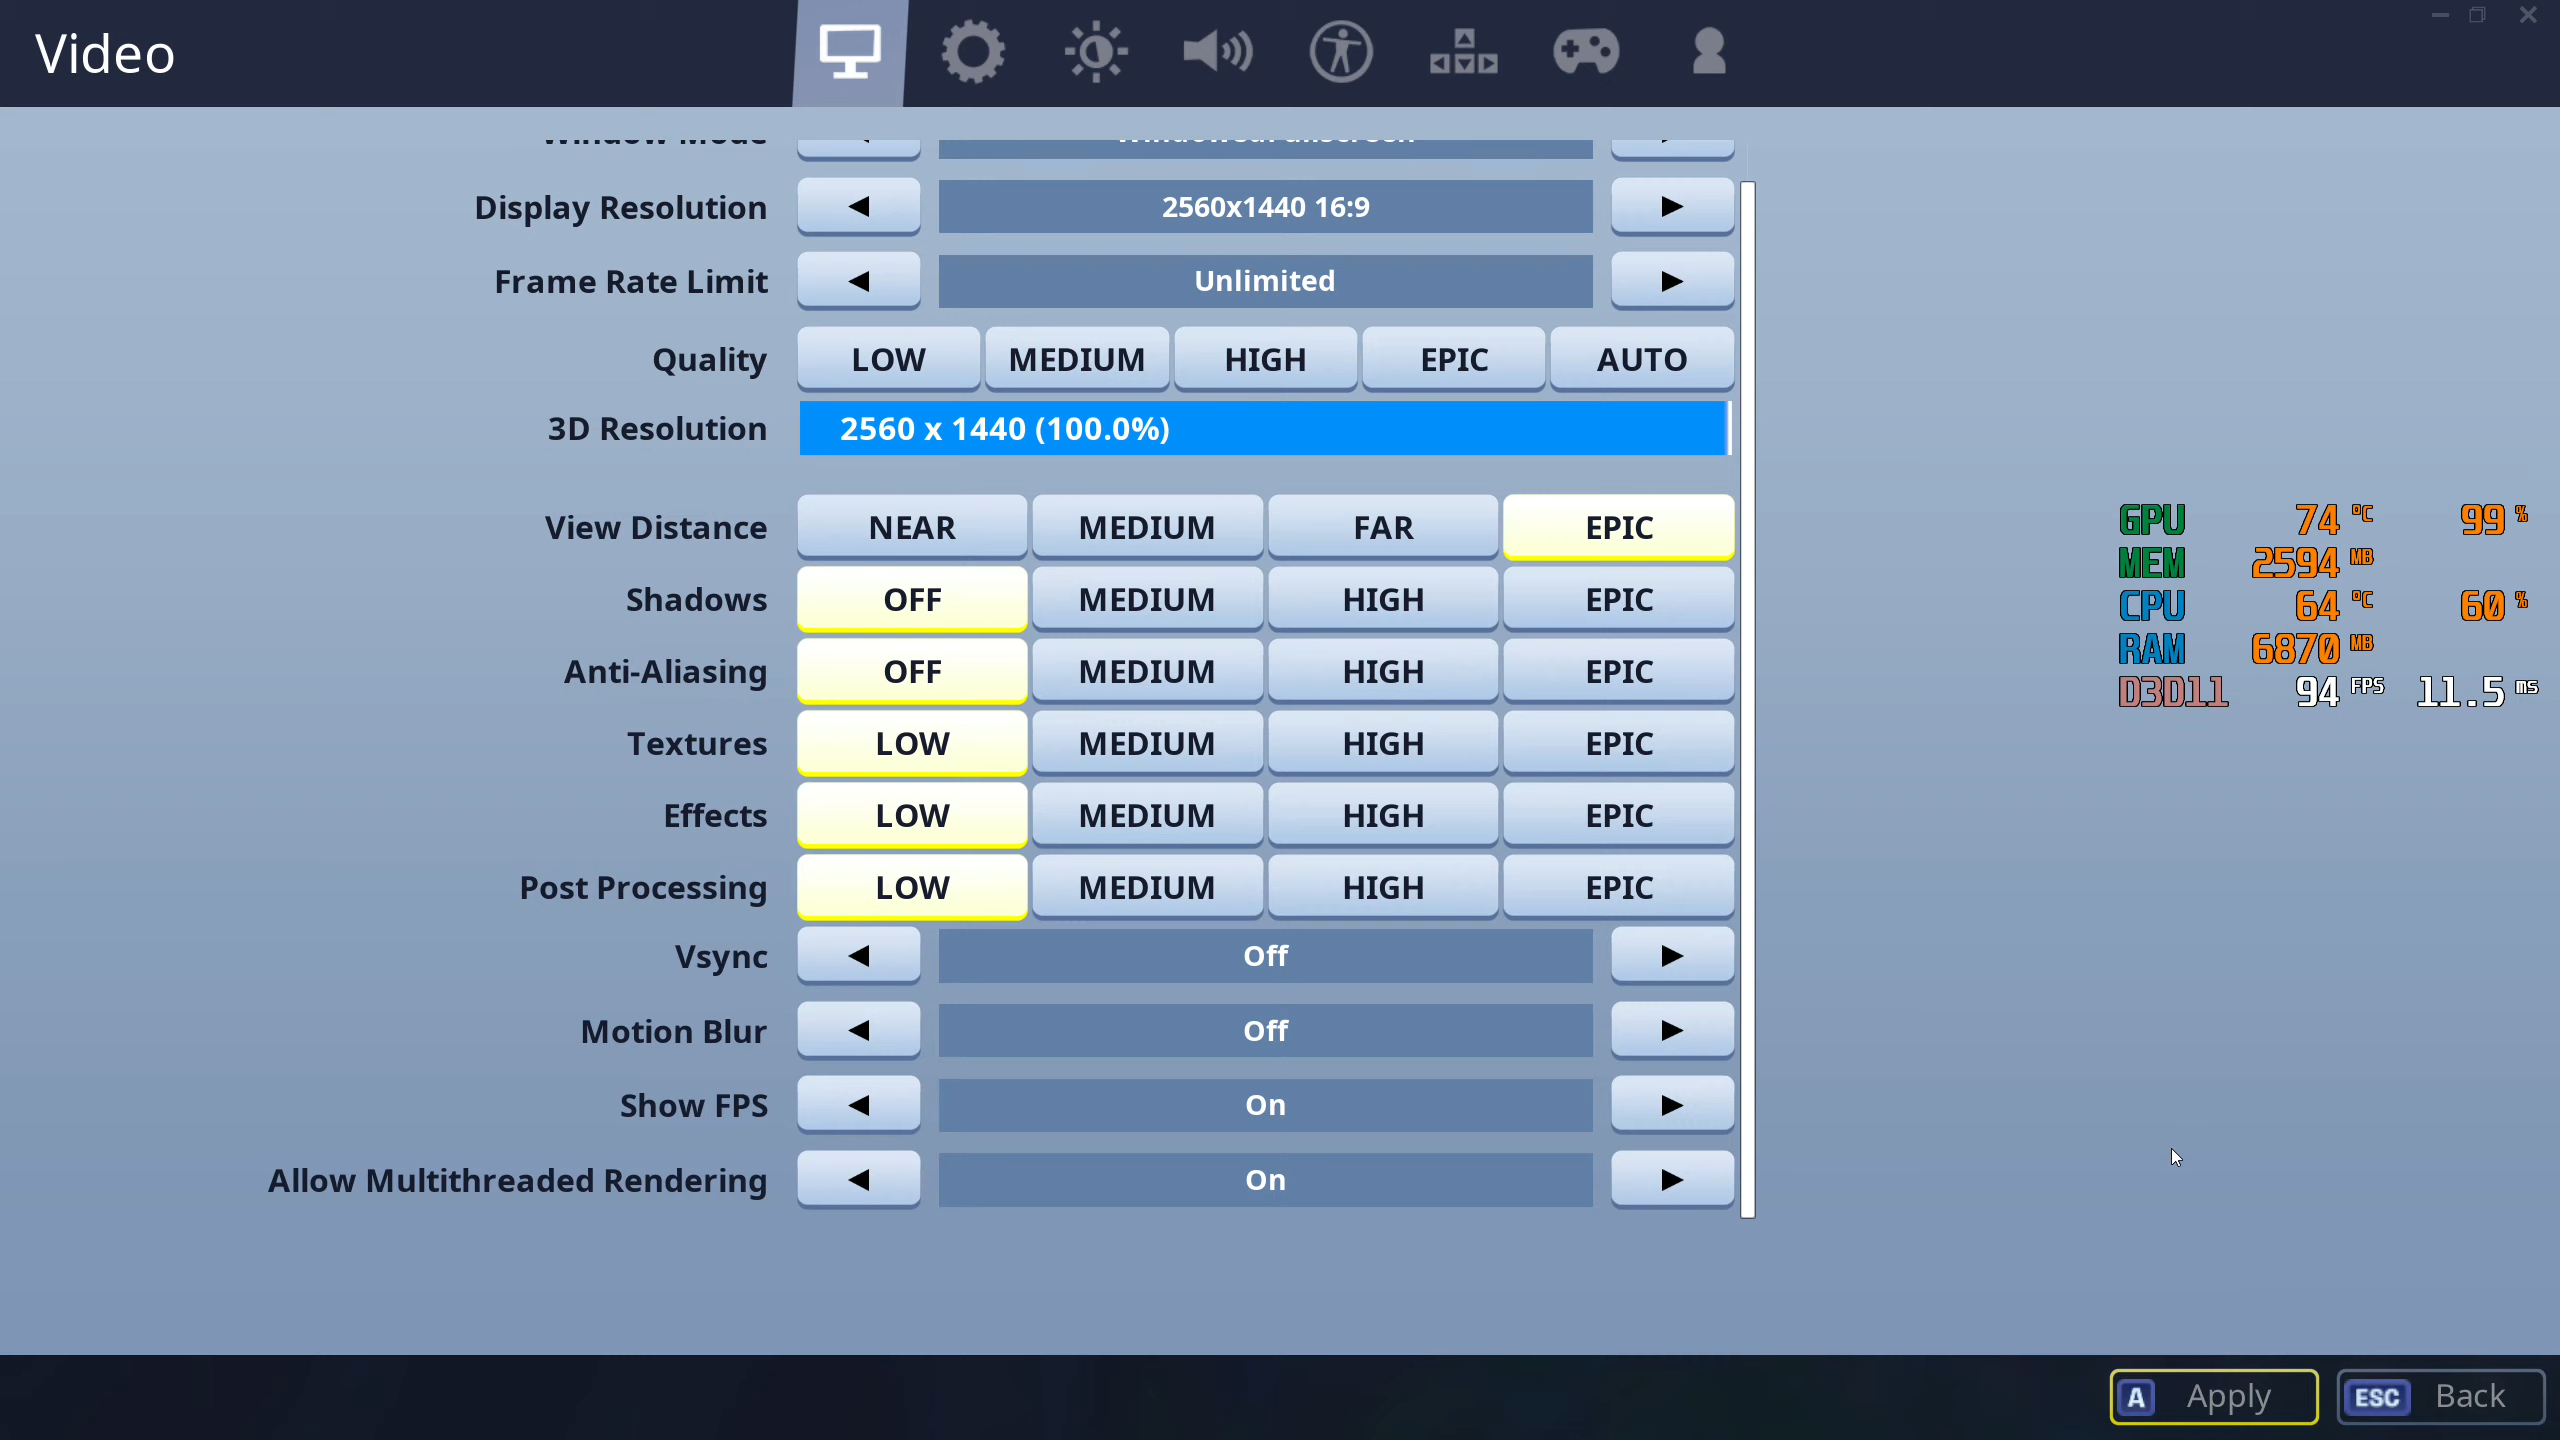 Video
Window Mode
Display Resolution 2560x1440 16:9
Frame Rate Limit Unlimited
Quality LOW MEDIUM HIGH EPIC AUTO
3D Resolution 2560 x 1440 (100.0%)
View Distance NEAR MEDIUM FAR EPIC
Shadows OFF MEDIUM HIGH EPIC
Anti-Aliasing OFF MEDIUM HIGH EPIC
Textures LOW MEDIUM HIGH EPIC
Effects LOW MEDIUM HIGH EPIC
Post Processing LOW MEDIUM HIGH EPIC
Vsync Off
Motion Blur Off
Show FPS On
Allow Multithreaded Rendering On
GPU 74 °C 99 %
MEM 2594 MB
CPU 64 °C 60 %
RAM 6870 MB
D3D11 94 FPS 11.5 ms
A Apply ESC Back